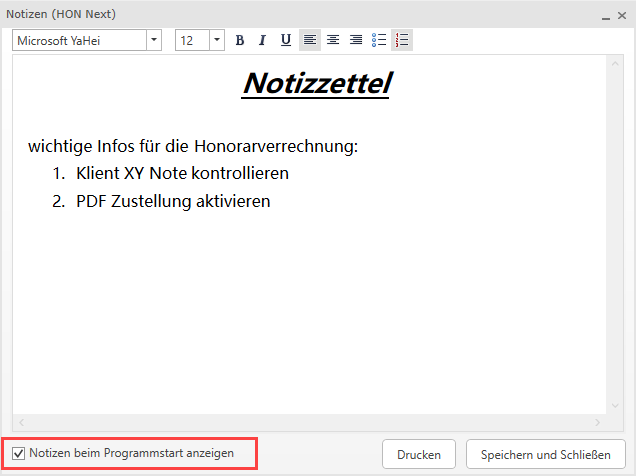 Notizen (HON Next)
Microsoft YaHei 12 B I U
Notizzettel
wichtige Infos für die Honorarverrechnung:
1. Klient XY Note kontrollieren
2. PDF Zustellung aktivieren
Notizen beim Programmstart anzeigen Drucken Speichern und Schließen